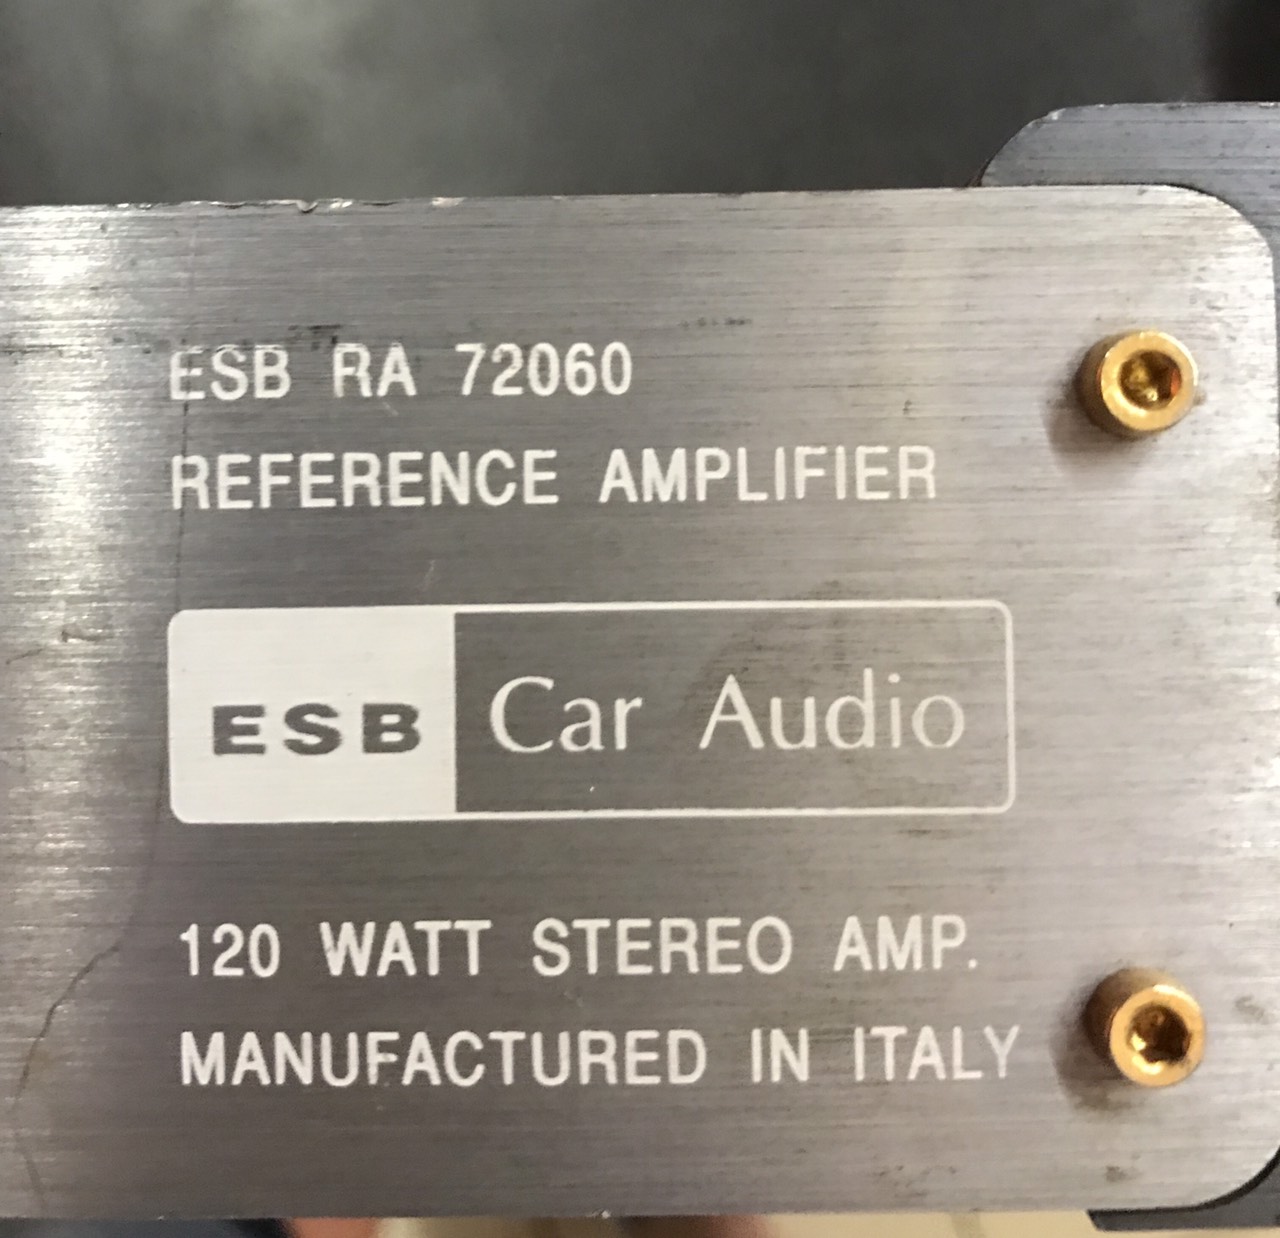 ESB RA 72060
REFERENCE AMPLIFIER
ESB Car Audio
120 WATT STEREO AMP.
MANUFACTURED IN ITALY